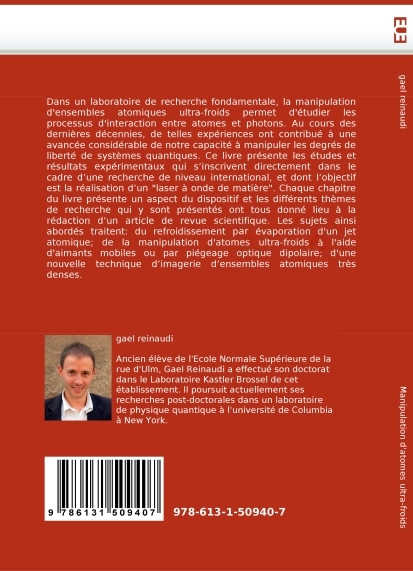 EUE
gael reinaudi
Dans un laboratoire de recherche fondamentale, la manipulation
d'ensembles atomiques ultra-froids permet d'étudier les
processus d'interaction entre atomes et photons. Au cours des
dernières décennies, de telles expériences ont contribué à une
avancée considérable de notre capacité à manipuler les degrés de
liberté de systèmes quantiques. Ce livre présente les études et
résultats expérimentaux qui s'inscrivent directement dans le
cadre d'une recherche de niveau international, et dont l'objectif
est la réalisation d'un "laser à onde de matière". Chaque chapitre
du livre présente un aspect du dispositif et les différents thèmes
de recherche qui y sont présentés ont tous donné lieu à la
rédaction d'un article de revue scientifique. Les sujets ainsi
abordés traitent: du refroidissement par évaporation d'un jet
atomique; de la manipulation d'atomes ultra-froids à l'aide
d'aimants mobiles ou par piégeage optique dipolaire; d'une
nouvelle technique d'imagerie d'ensembles atomiques très
denses.
gael reinaudi
Ancien élève de l'Ecole Normale Supérieure de la
rue d'Ulm, Gael Reinaudi a effectué son doctorat
dans le Laboratoire Kastler Brossel de cet
établissement. Il poursuit actuellement ses
recherches post-doctorales dans un laboratoire
de physique quantique à l'université de Columbia
à New York.
Manipulation d'atomes ultra-froids
9 786131 509407
978-613-1-50940-7